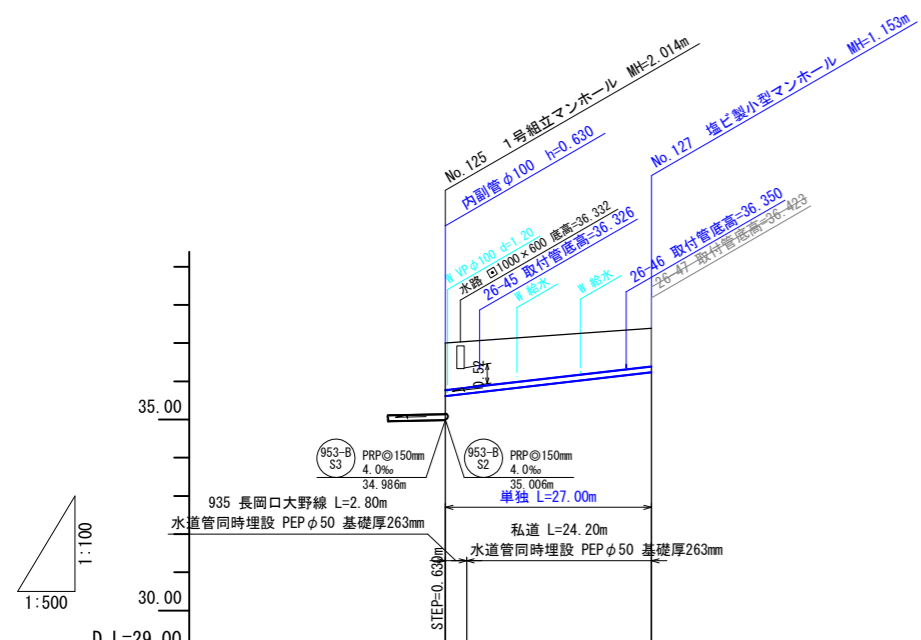 No.125 1号組立マンホール MH=2.014m
内副管φ100 h=0.630
No.127 塩ビ製小型マンホール MH=1.153m
W VPφ100 d=1.20
水路 □1000×600 底高=36.332
26-45 取付管底高=36.326
W 給水
W 給水
26-46 取付管底高=36.350
26-47 取付管底高=36.423
0.52
35.00
953-B
S3
PRP◎150mm
4.0‰
34.986m
953-B
S2
PRP◎150mm
4.0‰
35.006m
単独 L=27.00m
935 長岡口大野線 L=2.80m
水道管同時埋設 PEPφ50 基礎厚263mm
私道 L=24.20m
水道管同時埋設 PEPφ50 基礎厚263mm
1:100
1:500
STEP=0.630m
30.00
D.L=29.00